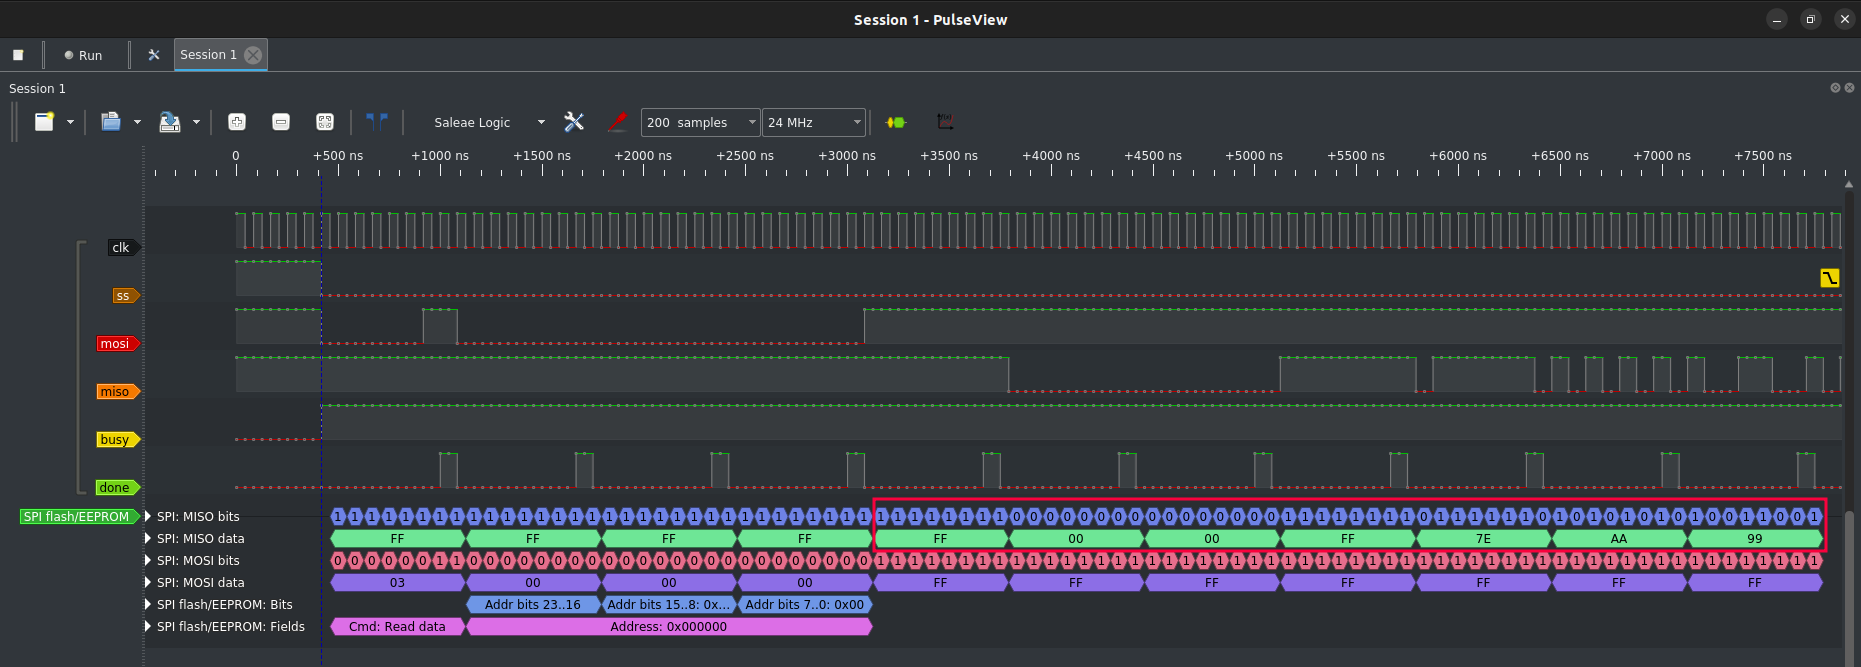 Session 1 - PulseView
Run
Session 1
Session 1
Saleae Logic
200 samples
24 MHz
0 +500 ns +1000 ns +1500 ns +2000 ns +2500 ns +3000 ns +3500 ns +4000 ns +4500 ns +5000 ns +5500 ns +6000 ns +6500 ns +7000 ns +7500 ns
clk
ss
mosi
miso
busy
done
SPI flash/EEPROM
SPI: MISO bits 1 1 1 1 1 1 1 1 1 1 1 1 1 1 1 1 1 1 1 1 1 1 1 1 1 1 1 1 1 1 1 1 1 1 1 1 1 1 1 1 0 0 0 0 0 0 0 0 0 0 0 0 0 0 0 0 1 1 1 1 1 1 1 1 0 1 1 1 1 1 1 0 1 0 1 0 1 0 1 0 1 0 0 1 1 0 0 1
SPI: MISO data FF FF FF FF FF 00 00 FF 7E AA 99
SPI: MOSI bits 0 0 0 0 0 0 1 1 0 0 0 0 0 0 0 0 0 0 0 0 0 0 0 0 0 0 0 0 0 0 0 0 1 1 1 1 1 1 1 1 1 1 1 1 1 1 1 1 1 1 1 1 1 1 1 1 1 1 1 1 1 1 1 1 1 1 1 1 1 1 1 1 1 1 1 1 1 1 1 1 1 1 1 1 1 1 1 1
SPI: MOSI data 03 00 00 00 FF FF FF FF FF FF FF
SPI flash/EEPROM: Bits Addr bits 23..16 Addr bits 15..8: 0x... Addr bits 7..0: 0x00
SPI flash/EEPROM: Fields Cmd: Read data Address: 0x000000